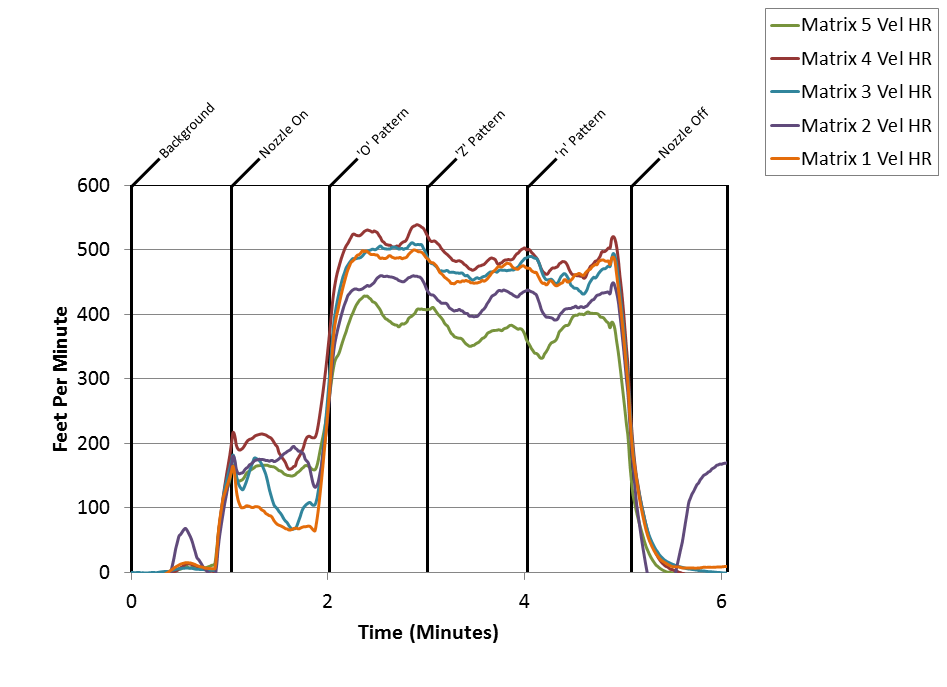 Matrix 5 Vel HR
Matrix 4 Vel HR
Matrix 3 Vel HR
Matrix 2 Vel HR
Matrix 1 Vel HR
Background
Nozzle On
'O' Pattern
'Z' Pattern
'n' Pattern
Nozzle Off
600
500
400
300
200
100
0
Feet Per Minute
0
2
4
6
Time (Minutes)